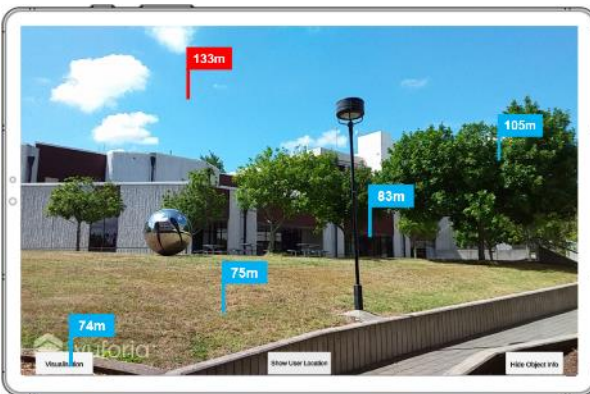 133m
105m
83m
75m
74m
vuforia
Visualisation
Show User Location
Hide Object Info